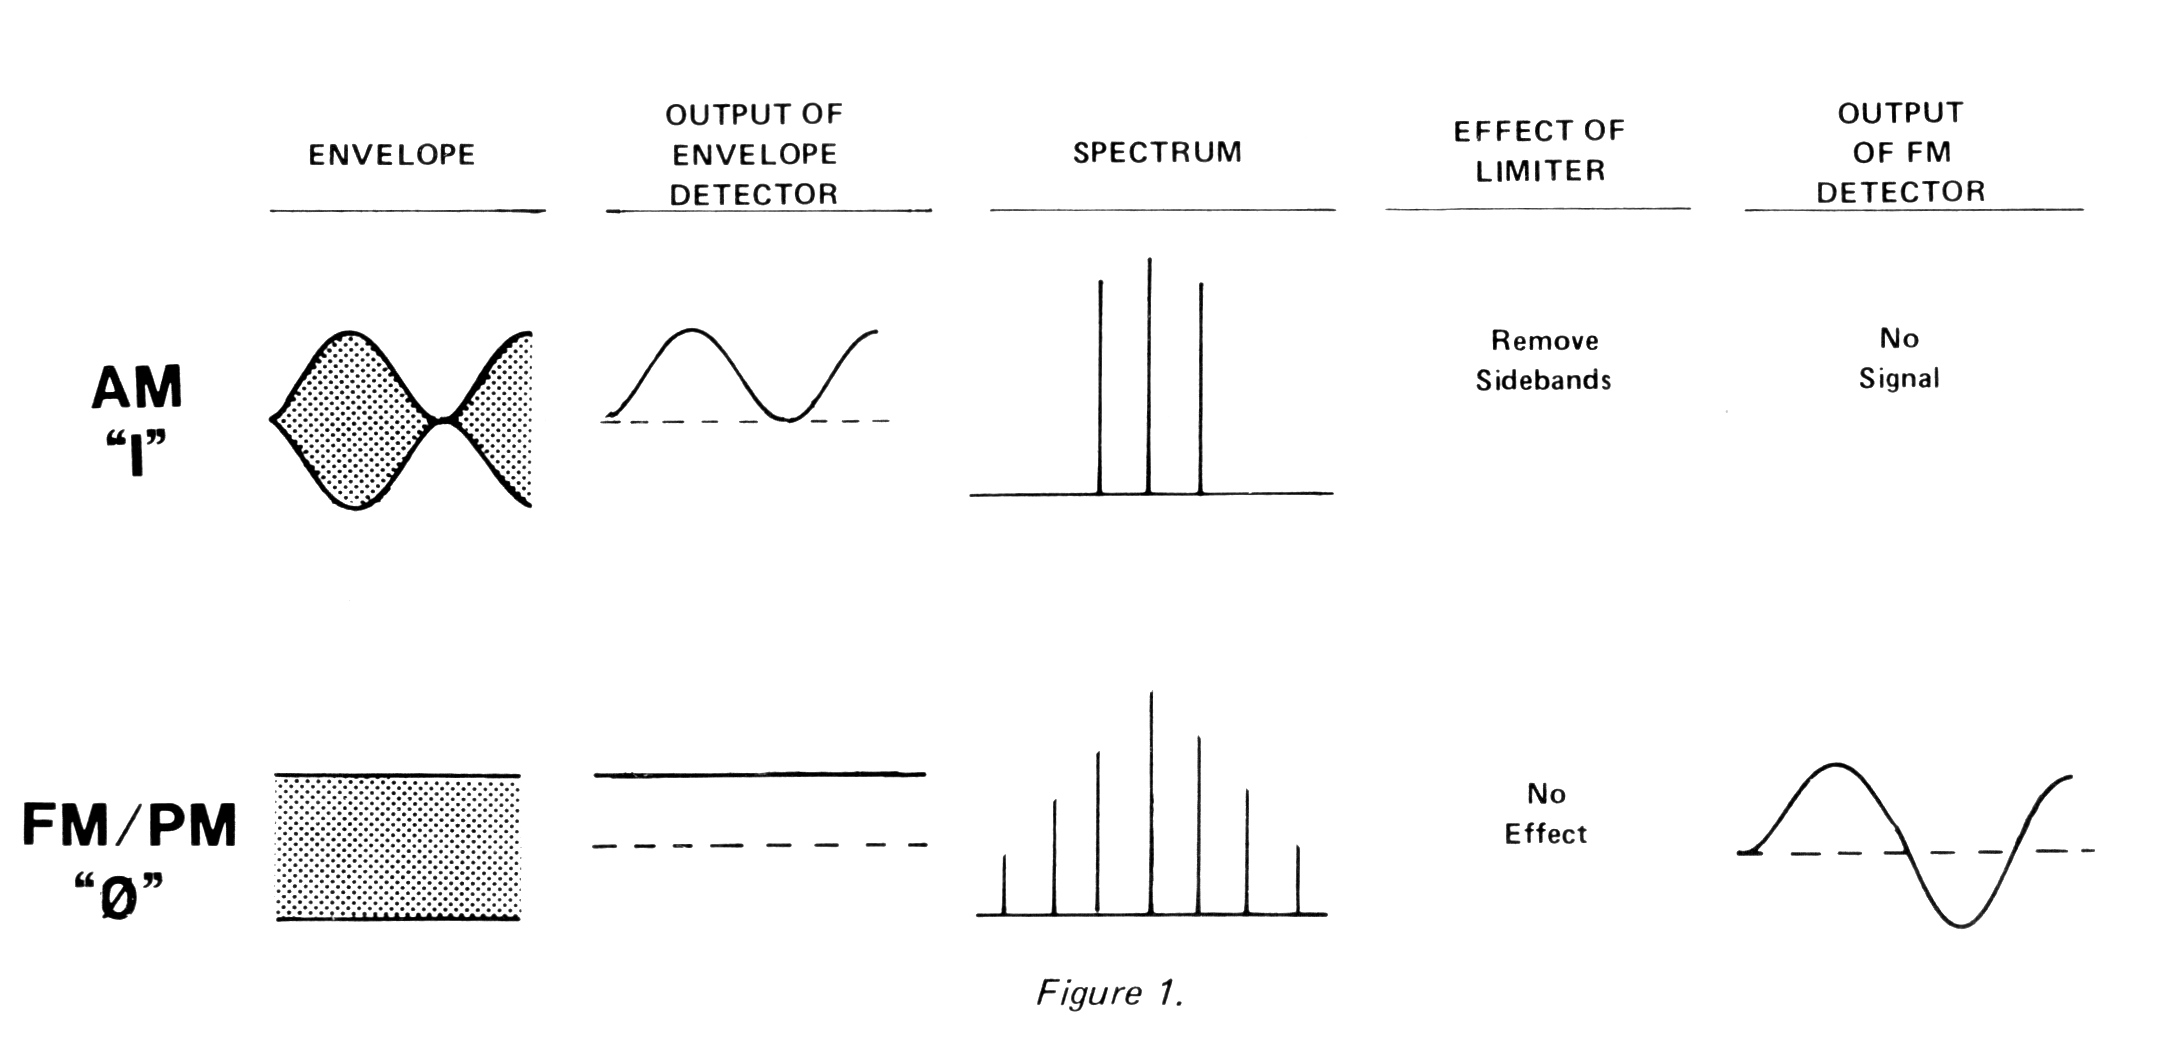 ENVELOPE
OUTPUT OF
ENVELOPE
DETECTOR
SPECTRUM
EFFECT OF
LIMITER
OUTPUT
OF FM
DETECTOR
AM
“I”
Remove
Sidebands
No
Signal
FM/PM
“Ø”
No
Effect
Figure 1.